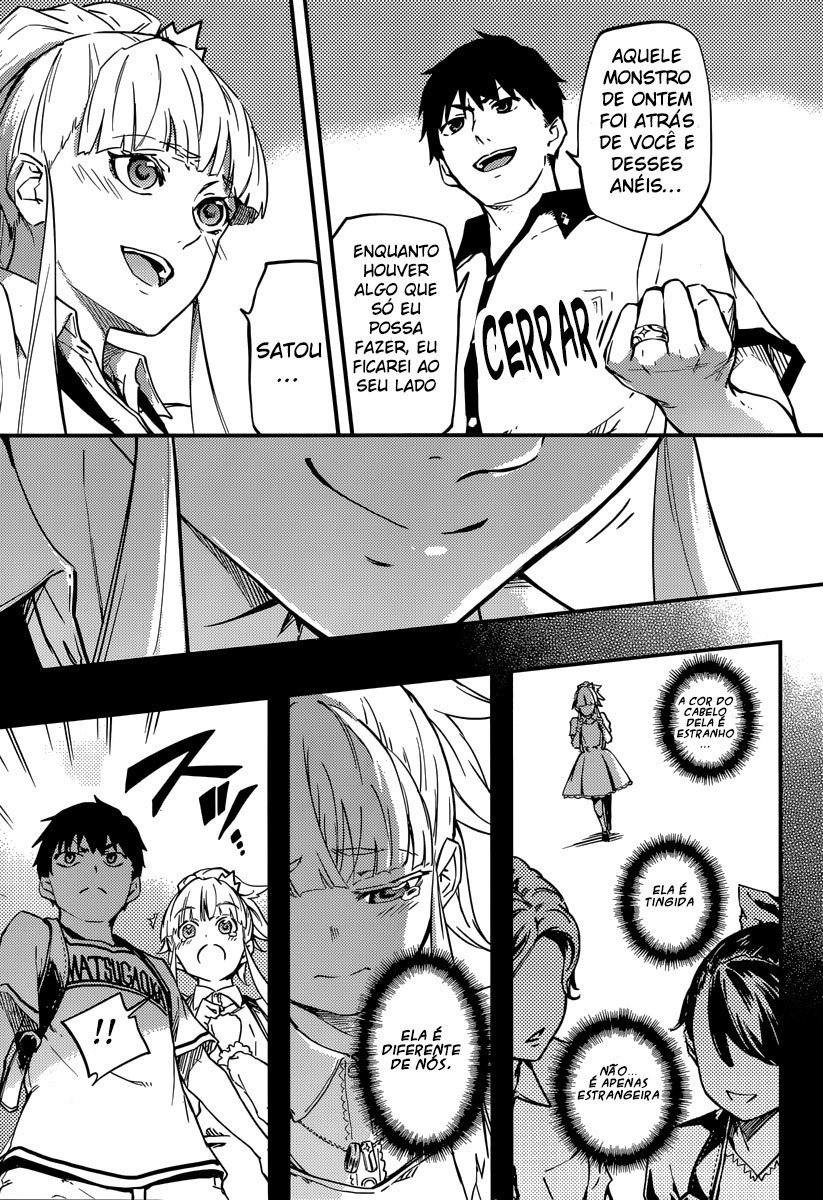 AQUELE
MONSTRO
DE ONTEM
FOI ATRÁS
DE VOCÊ E
DESSES
ANÉIS...
ENQUANTO
HOUVER
ALGO QUE
SÓ EU
POSSA
FAZER, EU
FICAREI AO
SEU LADO
CERRAR
SATOU
...
A COR DO
CABELO
DELA É
ESTRANHO
...
ELA É
TINGIDA
NÃO...
É APENAS
ESTRANGEIRA
ELA É
DIFERENTE
DE NÓS.
ズッ
MATSUGAOKA
!!